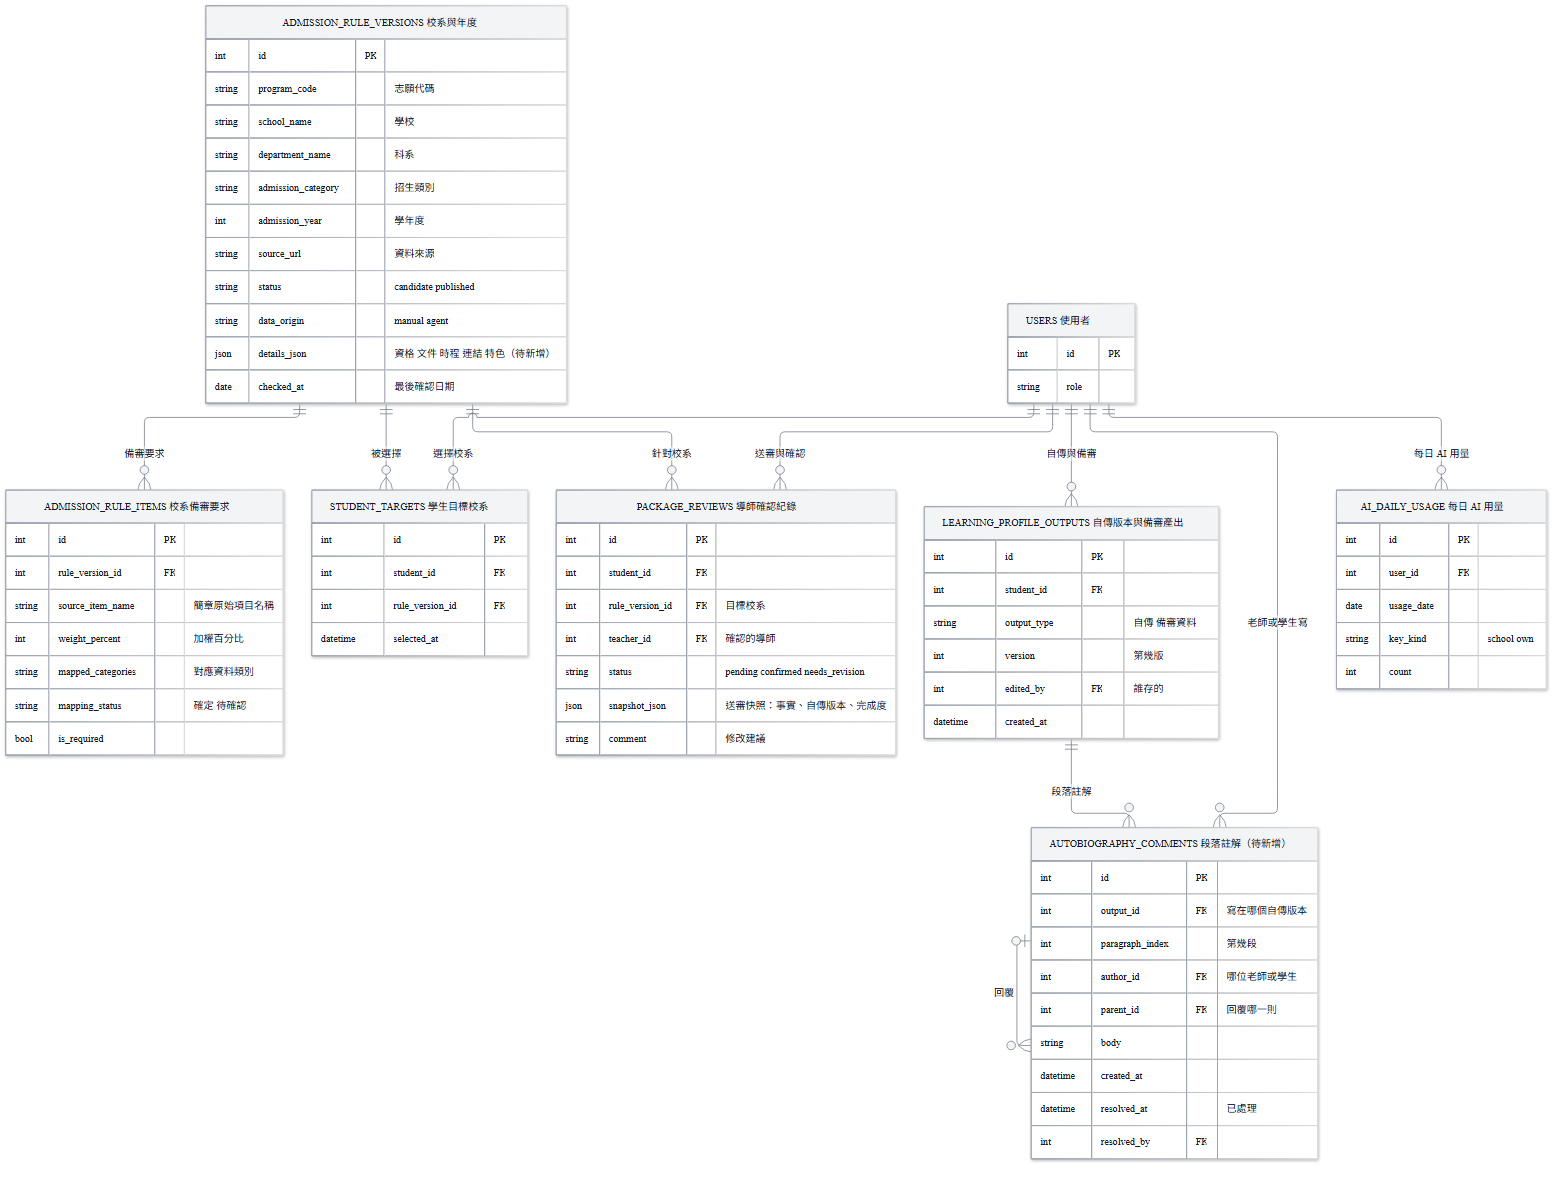 ADMISSION_RULE_VERSIONS 校系與年度
int id PK
string program_code 志願代碼
string school_name 學校
string department_name 科系
string admission_category 招生類別
int admission_year 學年度
string source_url 資料來源
string status candidate published
string data_origin manual agent
json details_json 資格 文件 時程 連結 特色（待新增）
date checked_at 最後確認日期
USERS 使用者
int id PK
string role
備審要求
被選擇
選擇校系
針對校系
送審與確認
自傳與備審
每日 AI 用量
老師或學生寫
ADMISSION_RULE_ITEMS 校系備審要求
int id PK
int rule_version_id FK
string source_item_name 簡章原始項目名稱
int weight_percent 加權百分比
string mapped_categories 對應資料類別
string mapping_status 確定 待確認
bool is_required
STUDENT_TARGETS 學生目標校系
int id PK
int student_id FK
int rule_version_id FK
datetime selected_at
PACKAGE_REVIEWS 導師確認紀錄
int id PK
int student_id FK
int rule_version_id FK 目標校系
int teacher_id FK 確認的導師
string status pending confirmed needs_revision
json snapshot_json 送審快照：事實、自傳版本、完成度
string comment 修改建議
LEARNING_PROFILE_OUTPUTS 自傳版本與備審產出
int id PK
int student_id FK
string output_type 自傳 備審資料
int version 第幾版
int edited_by FK 誰存的
datetime created_at
AI_DAILY_USAGE 每日 AI 用量
int id PK
int user_id FK
date usage_date
string key_kind school own
int count
段落註解
AUTOBIOGRAPHY_COMMENTS 段落註解（待新增）
int id PK
int output_id FK 寫在哪個自傳版本
int paragraph_index 第幾段
int author_id FK 哪位老師或學生
int parent_id FK 回覆哪一則
string body
datetime created_at
datetime resolved_at 已處理
int resolved_by FK
回覆